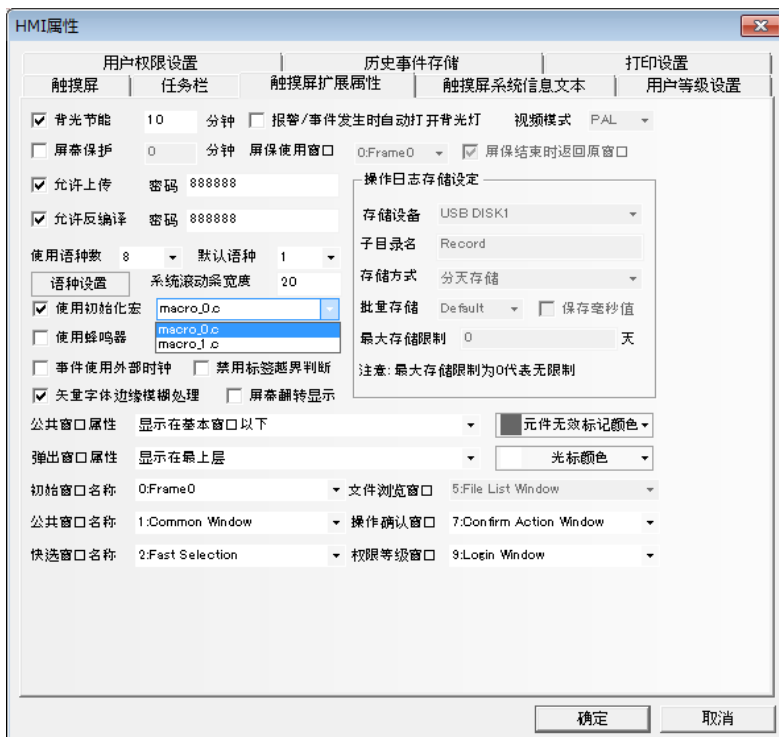 HMI属性
用户权限设置 历史事件存储 打印设置
触摸屏 任务栏 触摸屏扩展属性 触摸屏系统信息文本 用户等级设置
背光节能 10 分钟 报警/事件发生时自动打开背光灯 视频模式 PAL
屏幕保护 0 分钟 屏保使用窗口 0:Frame0 屏保结束时返回原窗口
允许上传 密码 888888 操作日志存储设定
允许反编译 密码 888888 存储设备 USB DISK1
子目录名 Record
使用语种数 8 默认语种 1
语种设置 系统滚动条宽度 20 存储方式 分天存储
使用初始化宏 macro_0.c 批量存储 Default 保存毫秒值
macro_0.c
使用蜂鸣器 macro_1.c 最大存储限制 0 天
事件使用外部时钟 禁用标签越界判断 注意:最大存储限制为0代表无限制
矢量字体边缘模糊处理 屏幕翻转显示
公共窗口属性 显示在基本窗口以下 元件无效标记颜色
弹出窗口属性 显示在最上层 光标颜色
初始窗口名称 0:Frame0 文件浏览窗口 5:File List Window
公共窗口名称 1:Common Window 操作确认窗口 7:Confirm Action Window
快选窗口名称 2:Fast Selection 权限等级窗口 9:Login Window
确定 取消